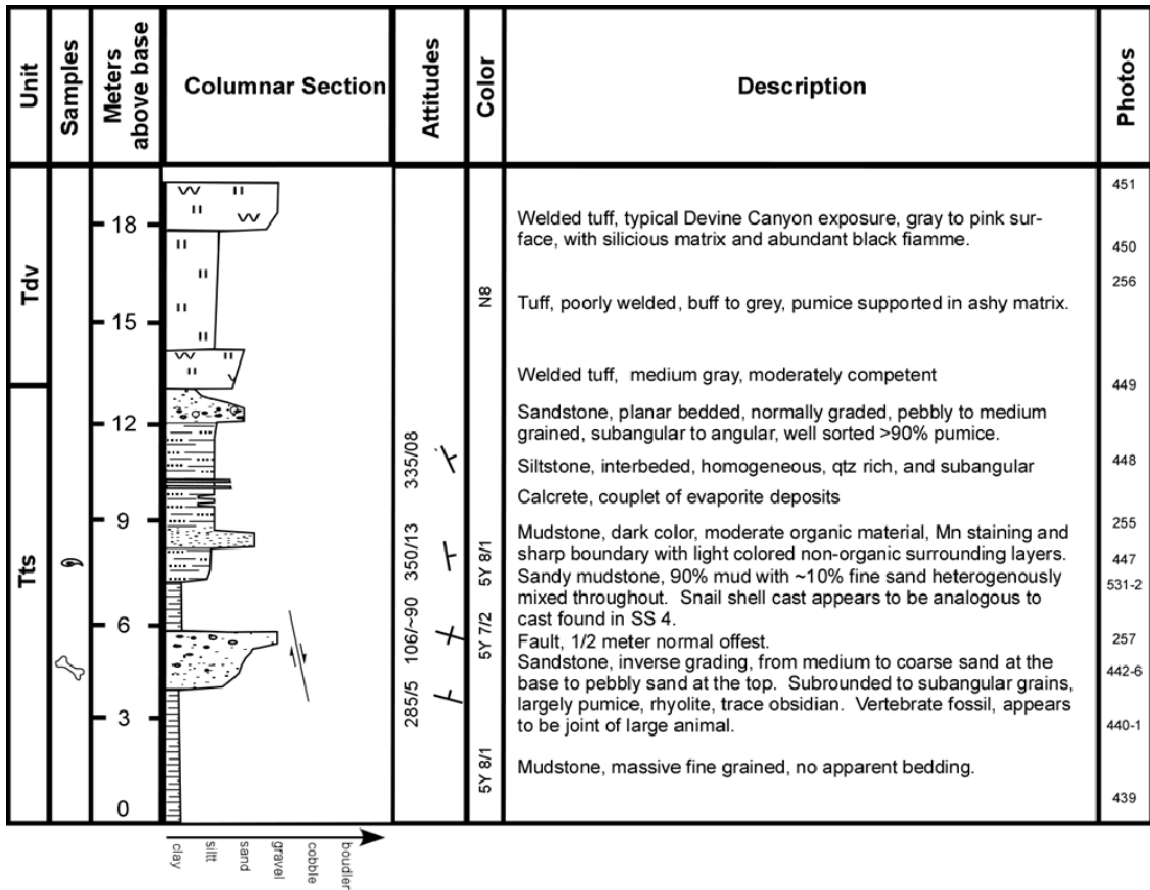 Unit
Samples
Meters
above base
Columnar Section
Attitudes
Color
Description
Photos
Tdv
Tts
18
15
12
9
6
3
0
335/08
350/13
106/~90
285/5
N8
5Y 8/1
5Y 7/2
5Y 8/1
Welded tuff, typical Devine Canyon exposure, gray to pink sur-
face, with silicious matrix and abundant black fiamme.
Tuff, poorly welded, buff to grey, pumice supported in ashy matrix.
Welded tuff, medium gray, moderately competent
Sandstone, planar bedded, normally graded, pebbly to medium
grained, subangular to angular, well sorted >90% pumice.
Siltstone, interbeded, homogeneous, qtz rich, and subangular
Calcrete, couplet of evaporite deposits
Mudstone, dark color, moderate organic material, Mn staining and
sharp boundary with light colored non-organic surrounding layers.
Sandy mudstone, 90% mud with ~10% fine sand heterogenously
mixed throughout. Snail shell cast appears to be analogous to
cast found in SS 4.
Fault, 1/2 meter normal offest.
Sandstone, inverse grading, from medium to coarse sand at the
base to pebbly sand at the top. Subrounded to subangular grains,
largely pumice, rhyolite, trace obsidian. Vertebrate fossil, appears
to be joint of large animal.
Mudstone, massive fine grained, no apparent bedding.
451
450
256
449
448
255
447
531-2
257
442-6
440-1
439
clay
siltt
sand
gravel
cobble
boudler